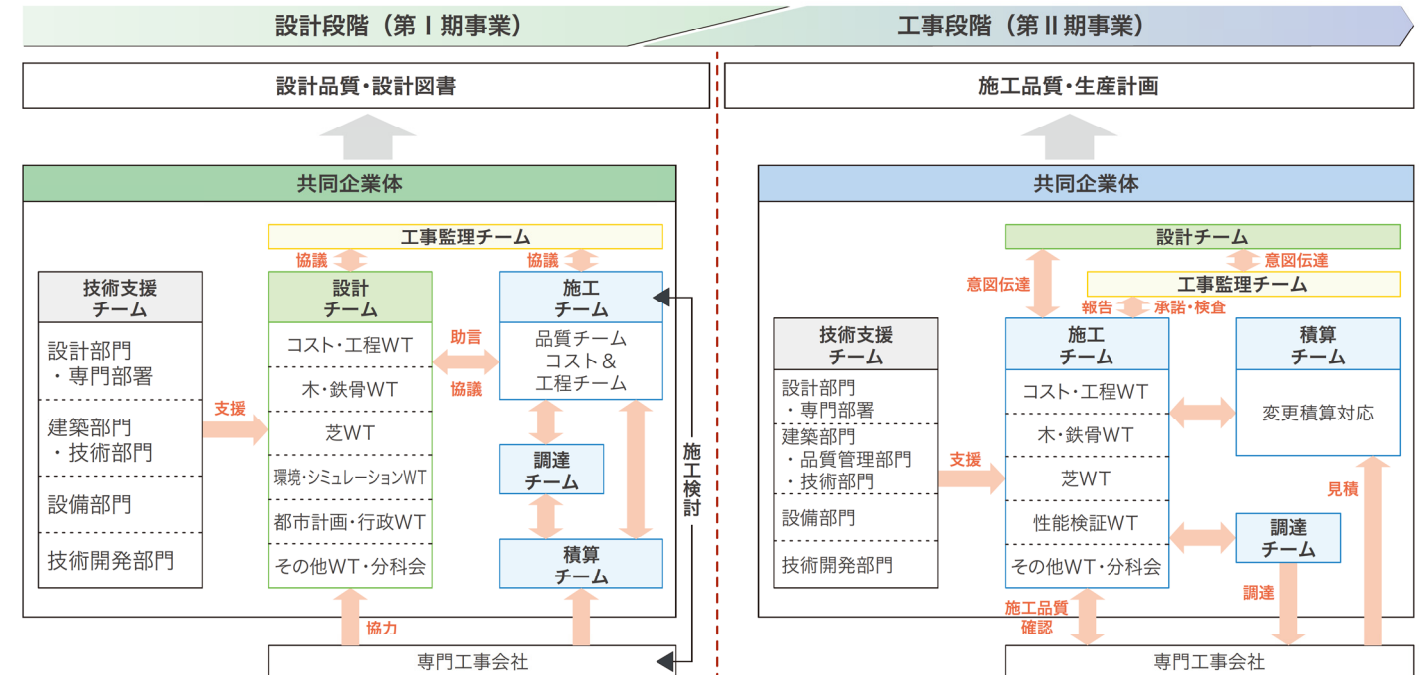 設計段階（第Ⅰ期事業）
工事段階（第Ⅱ期事業）
設計品質・設計図書
施工品質・生産計画
共同企業体
工事監理チーム
協議
協議
技術支援
チーム
設計部門
・専門部署
建築部門
・技術部門
設備部門
技術開発部門
支援
設計
チーム
コスト・工程WT
木・鉄骨WT
芝WT
環境・シミュレーションWT
都市計画・行政WT
その他WT・分科会
助言
協議
施工
チーム
品質チーム
コスト＆
工程チーム
調達
チーム
積算
チーム
施工検討
協力
専門工事会社
共同企業体
設計チーム
意図伝達
意図伝達
工事監理チーム
報告
承諾・検査
技術支援
チーム
設計部門
・専門部署
建築部門
・品質管理部門
・技術部門
設備部門
技術開発部門
支援
施工
チーム
コスト・工程WT
木・鉄骨WT
芝WT
性能検証WT
その他WT・分科会
積算
チーム
変更積算対応
見積
調達
チーム
調達
施工品質
確認
専門工事会社